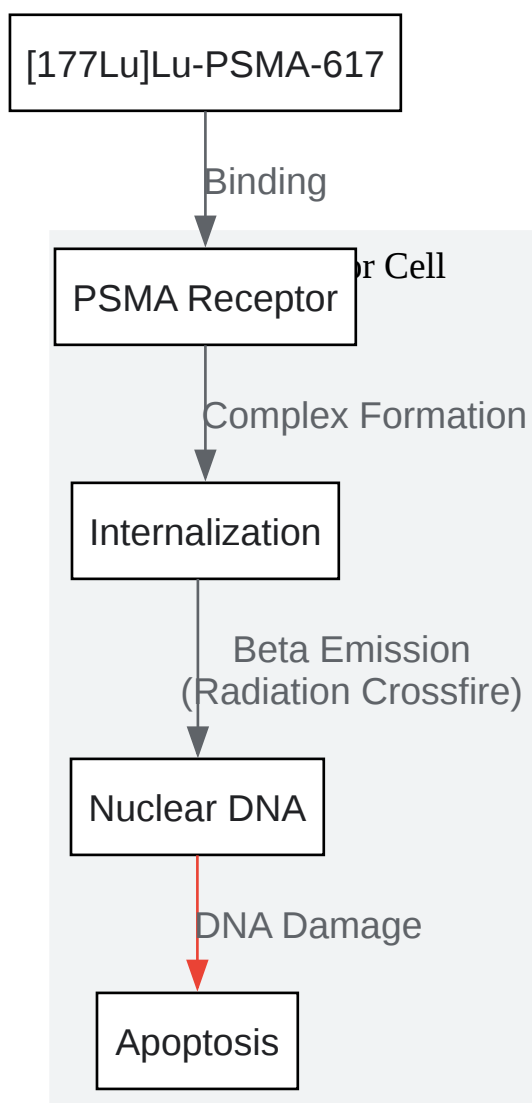 [177Lu]Lu-PSMA-617
Binding
or Cell
PSMA Receptor
Complex Formation
Internalization
Beta Emission
(Radiation Crossfire)
Nuclear DNA
DNA Damage
Apoptosis